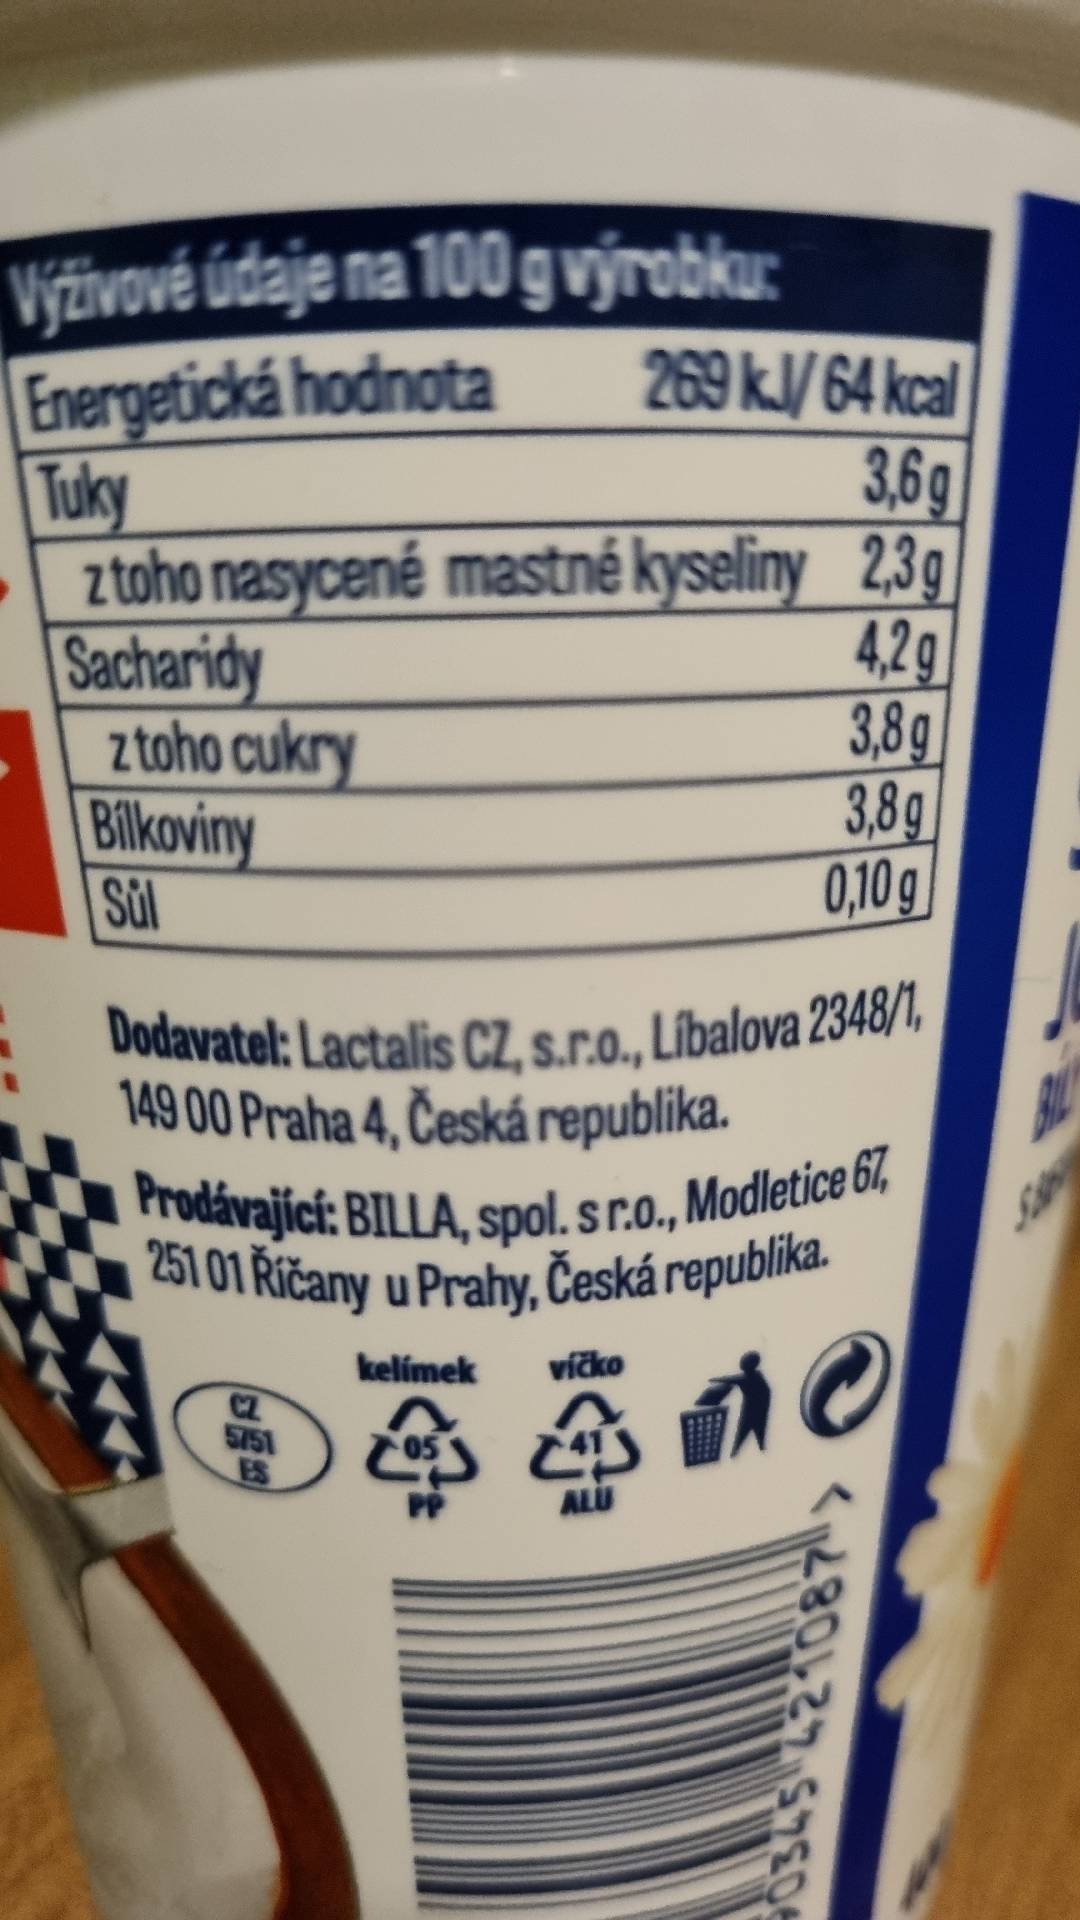 Výživové údaje na 100 g výrobku:
Energetická hodnota 269 kJ/ 64 kcal
Tuky 3,6 g
z toho nasycené mastné kyseliny 2,3 g
Sacharidy 4,2 g
z toho cukry 3,8 g
Bílkoviny 3,8 g
Sůl 0,10 g
Dodavatel: Lactalis CZ, s.r.o., Líbalova 2348/1,
149 00 Praha 4, Česká republika.
Prodávající: BILLA, spol. s r.o., Modletice 67,
251 01 Říčany u Prahy, Česká republika.
kelímek víčko
CZ
5751
ES
05
PP
41
ALU